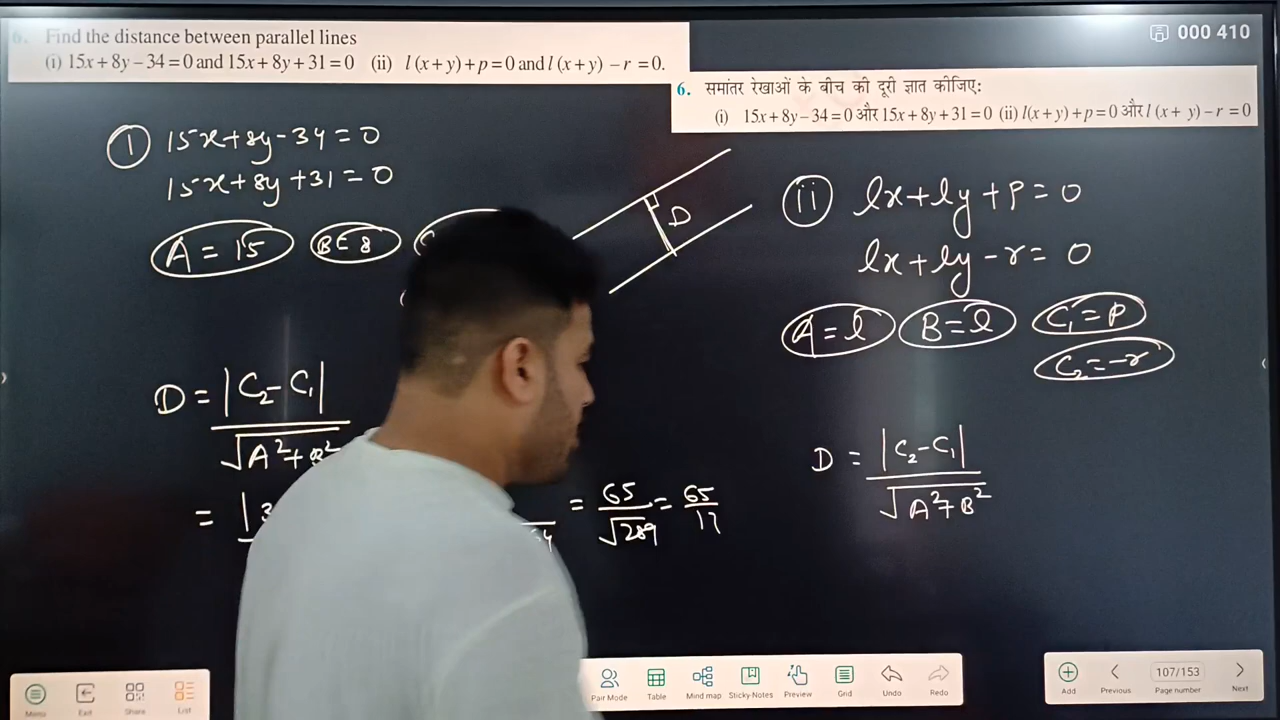 6. Find the distance between parallel lines
(i) 15x+8y−34=0 and 15x+8y+31=0 (ii) l(x+y)+p=0 and l(x+y)−r=0.
000 410
6. समांतर रेखाओं के बीच की दूरी ज्ञात कीजिए:
(i) 15x+8y−34=0 और 15x+8y+31=0 (ii) l(x+y)+p=0 और l(x+y)−r=0
(i) 15x+8y-34=0
15x+8y+31=0
A=15 B=8
D
D = |C₂-C₁| / √A²+B²
= |3
= 65/√289 = 65/17
(ii) lx+ly+p=0
lx+ly-r=0
A=l B=l C₁=p
C₂=-r
D = |C₂-C₁| / √A²+B²
Menu Exit Share List Pair Mode Table Mind map Sticky Notes Preview Grid Undo Redo Add Previous 107/153 Page number Next